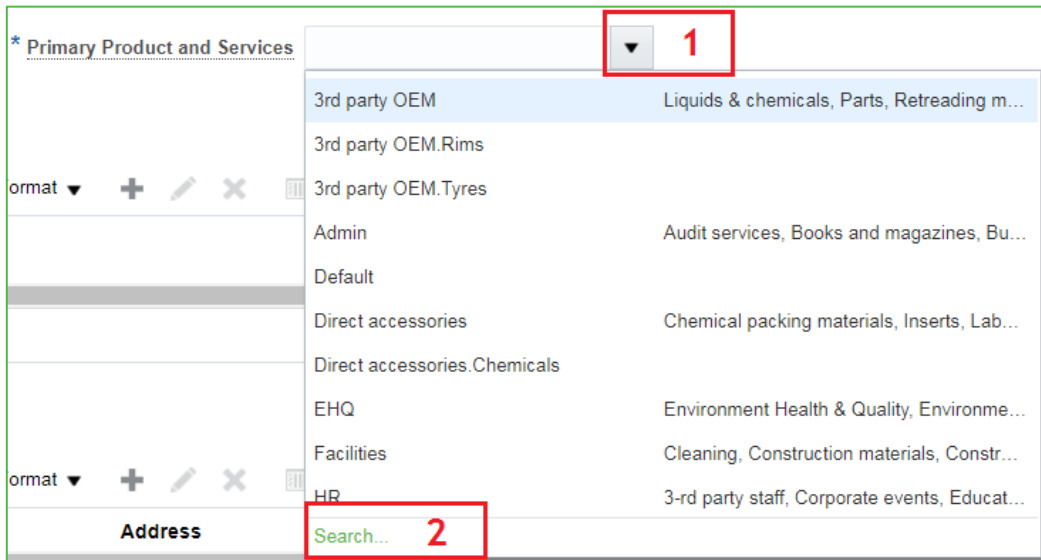 * Primary Product and Services 1
3rd party OEM Liquids & chemicals, Parts, Retreading m...
3rd party OEM.Rims
ormat 3rd party OEM.Tyres
Admin Audit services, Books and magazines, Bu...
Default
Direct accessories Chemical packing materials, Inserts, Lab...
Direct accessories.Chemicals
EHQ Environment Health & Quality, Environme...
Facilities Cleaning, Construction materials, Constr...
ormat HR 3-rd party staff, Corporate events, Educat...
Address Search... 2